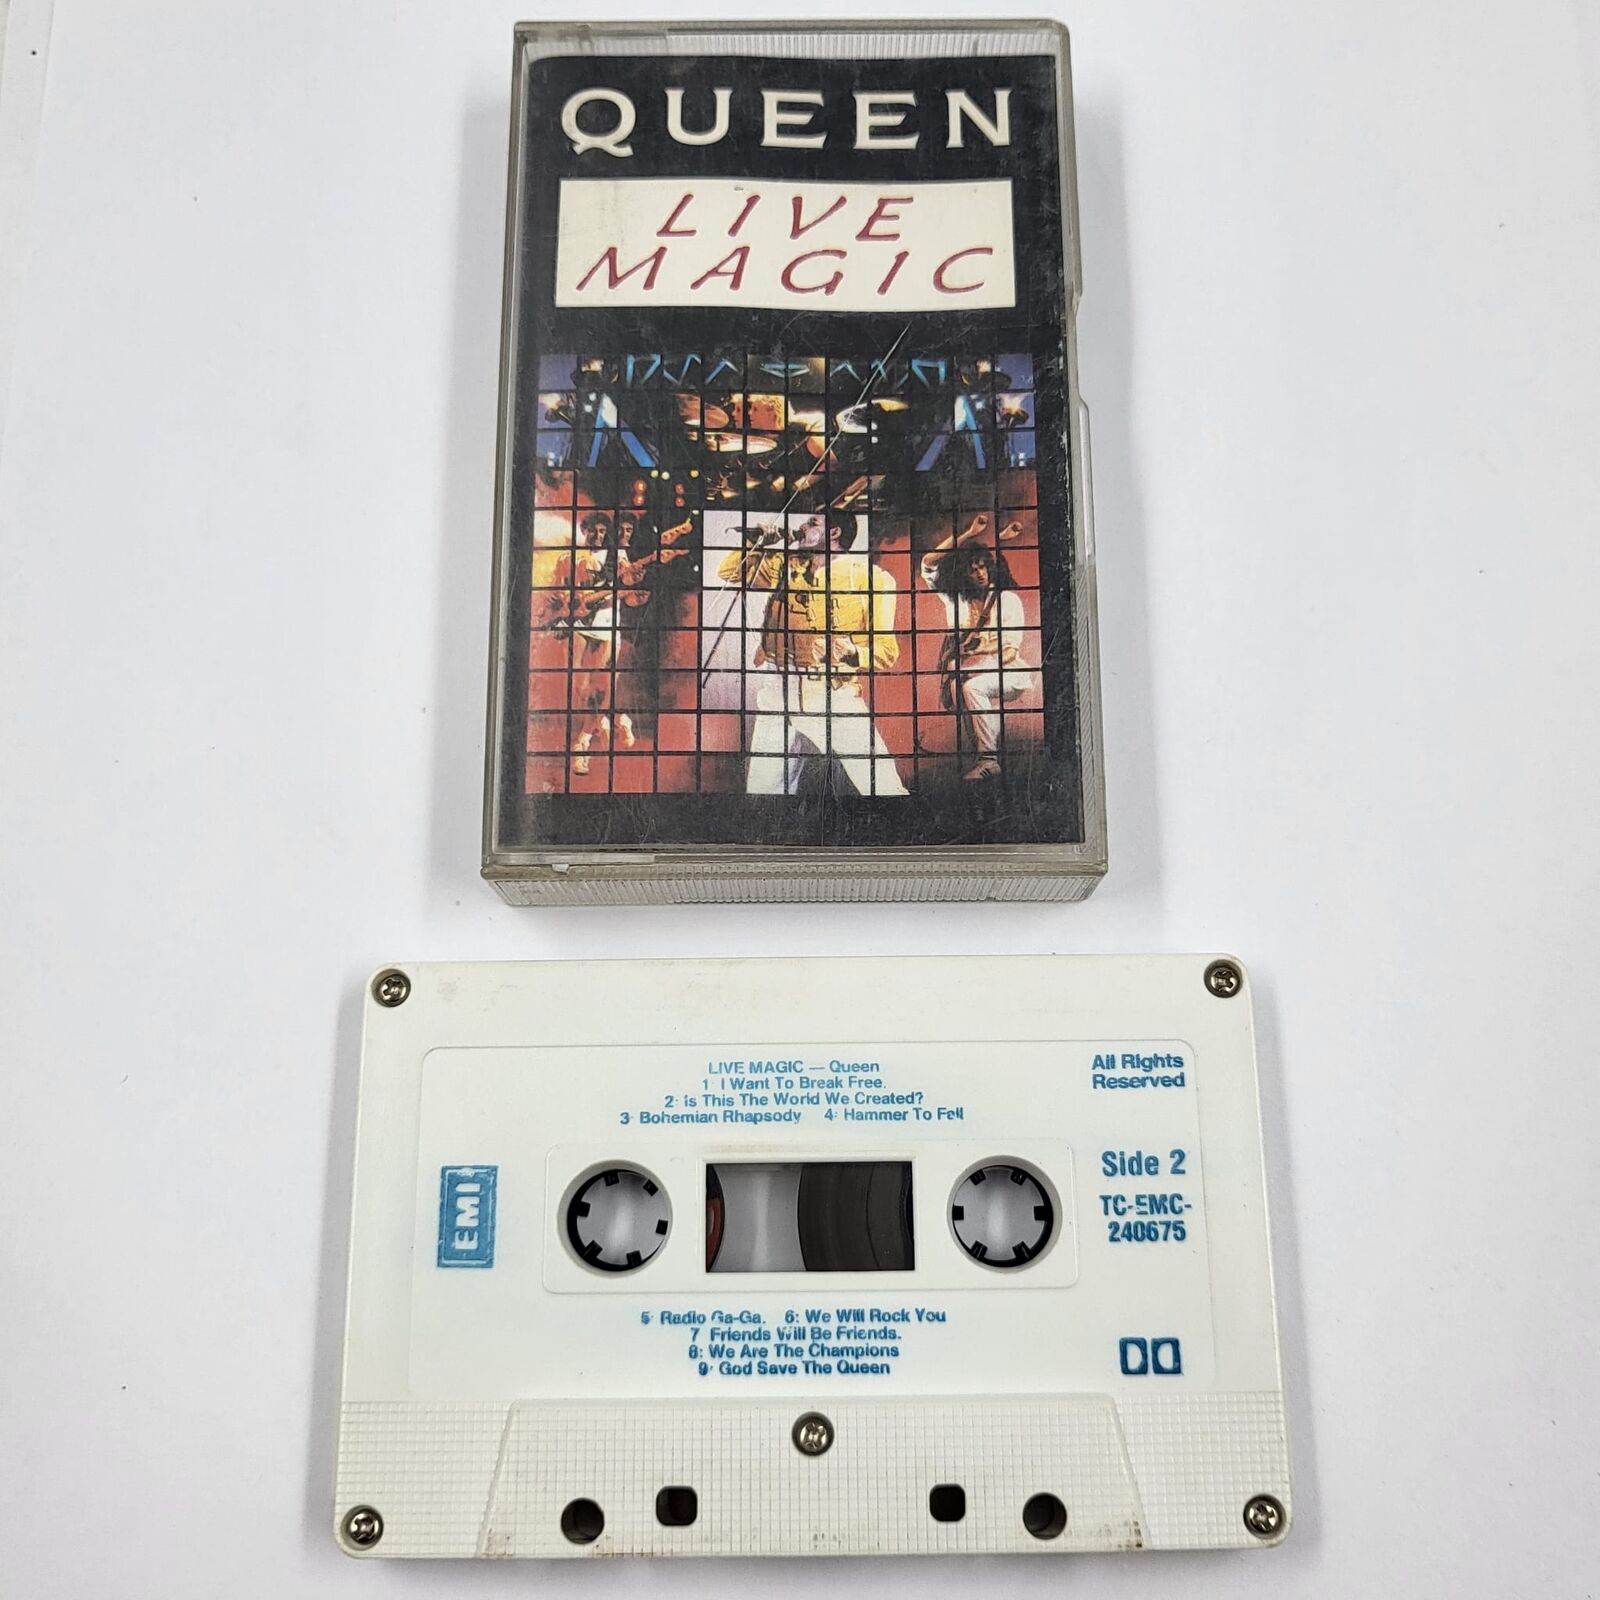 QUEEN
LIVE
MAGIC
LIVE MAGIC — Queen
1: I Want To Break Free.
2: Is This The World We Created?
3: Bohemian Rhapsody 4: Hammer To Fall
All Rights
Reserved
EMI
Side 2
TC-EMC-
240675
5: Radio Ga-Ga. 6: We Will Rock You
7 Friends Will Be Friends.
8: We Are The Champions
9: God Save The Queen